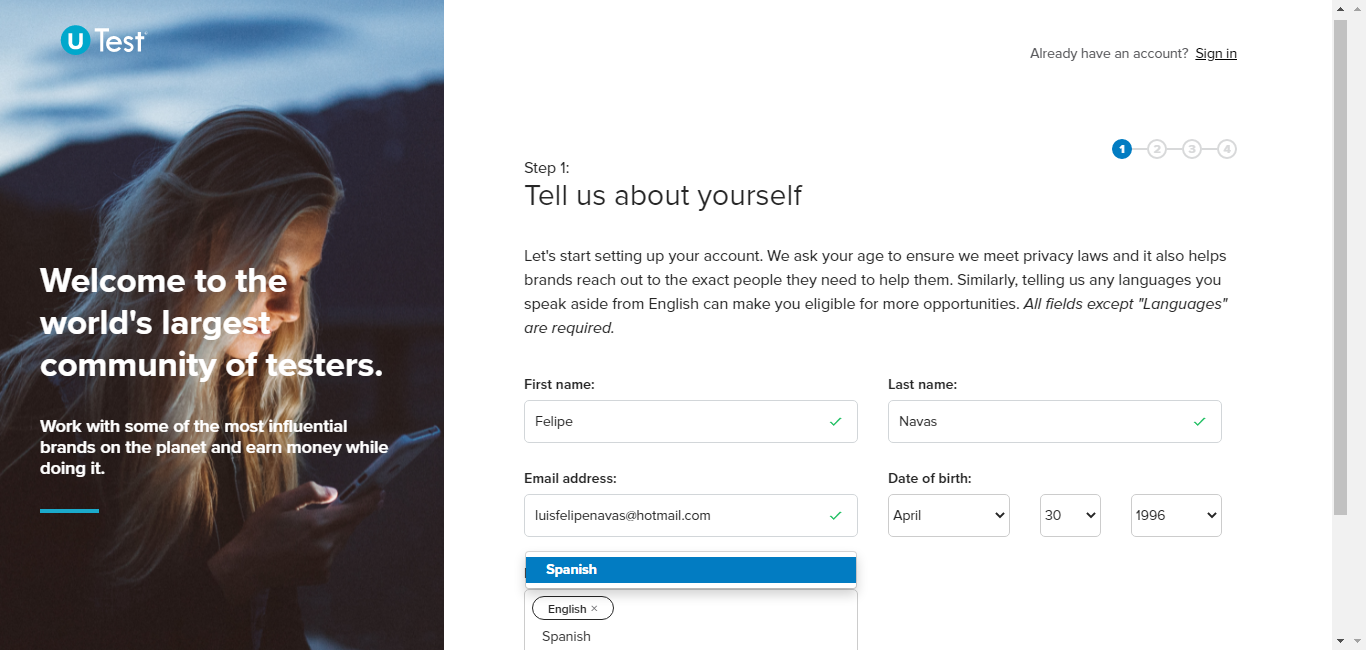 U Test
Already have an account? Sign in
1 2 3 4
Step 1:
Tell us about yourself
Welcome to the
world's largest
community of testers.
Work with some of the most influential
brands on the planet and earn money while
doing it.
Let's start setting up your account. We ask your age to ensure we meet privacy laws and it also helps
brands reach out to the exact people they need to help them. Similarly, telling us any languages you
speak aside from English can make you eligible for more opportunities. All fields except "Languages"
are required.
First name:
Last name:
Felipe
Navas
Email address:
Date of birth:
luisfelipenavas@hotmail.com
April
30
1996
Spanish
English ×
Spanish